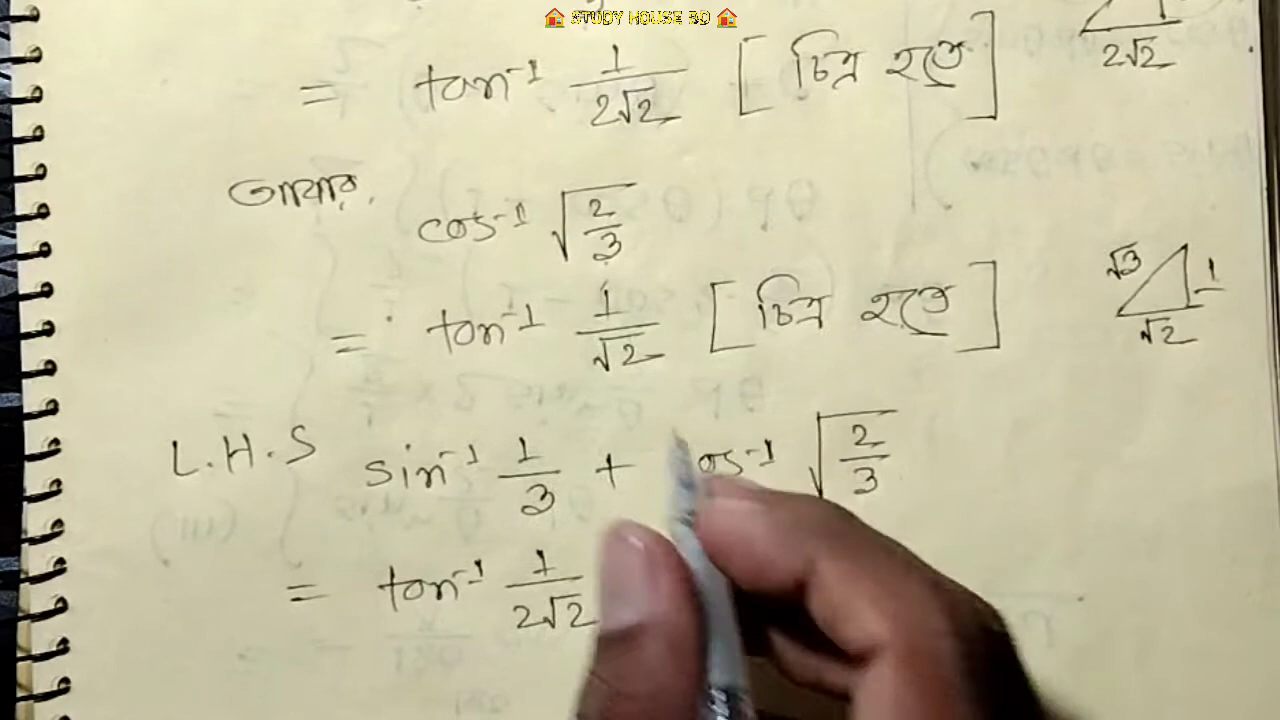 🏠 STUDY HOUSE BD 🏠
= tan⁻¹ 1/2√2 [ চিত্র হতে ] 1 2√2
আবার,
cos⁻¹ √(2/3)
= tan⁻¹ 1/√2 [ চিত্র হতে ] √3 1 √2
L.H.S sin⁻¹ 1/3 + cos⁻¹ √(2/3)
= tan⁻¹ 1/2√2